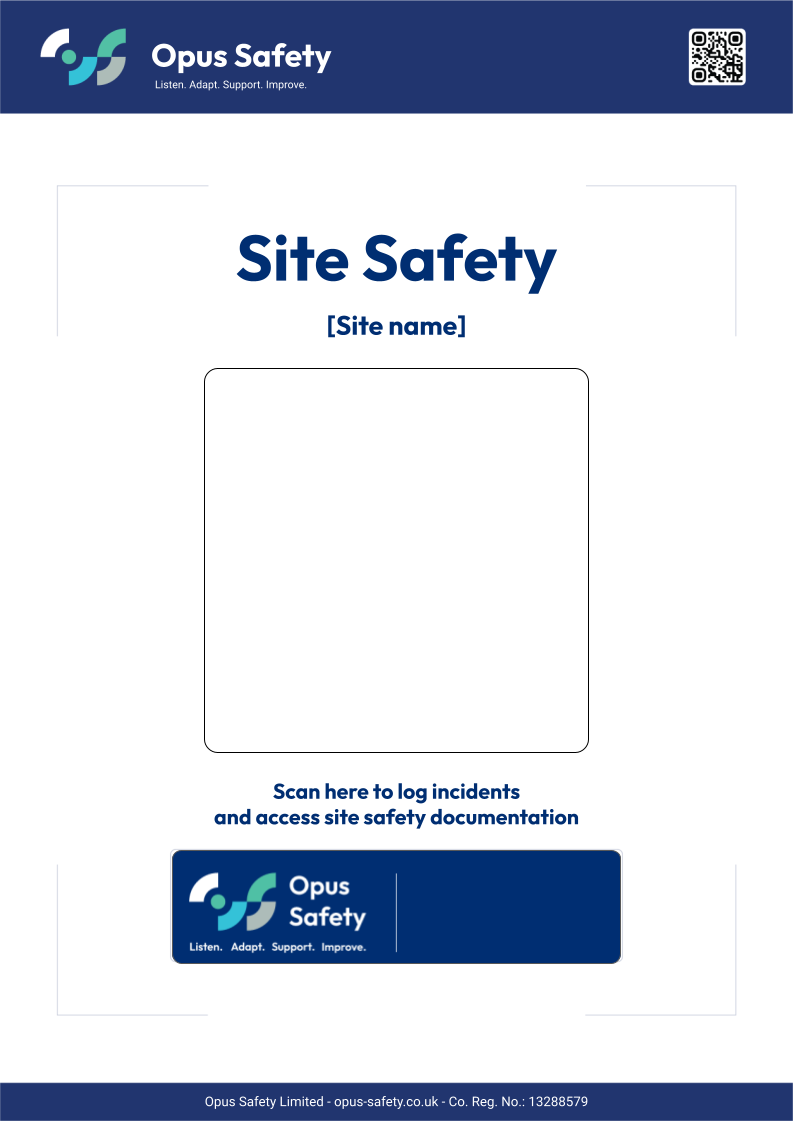 Opus Safety
Listen. Adapt. Support. Improve.
Site Safety
[Site name]
Scan here to log incidents
and access site safety documentation
Opus
Safety
Listen. Adapt. Support. Improve.
Opus Safety Limited - opus-safety.co.uk - Co. Reg. No.: 13288579